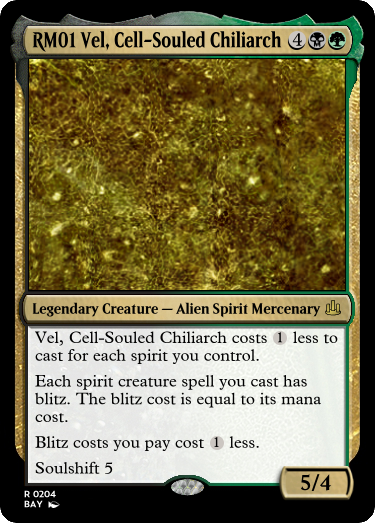 RM01 Vel, Cell-Souled Chiliarch 4
Legendary Creature — Alien Spirit Mercenary
Vel, Cell-Souled Chiliarch costs 1 less to
cast for each spirit you control.
Each spirit creature spell you cast has
blitz. The blitz cost is equal to its mana
cost.
Blitz costs you pay cost 1 less.
Soulshift 5
5/4
R 0204
BAY